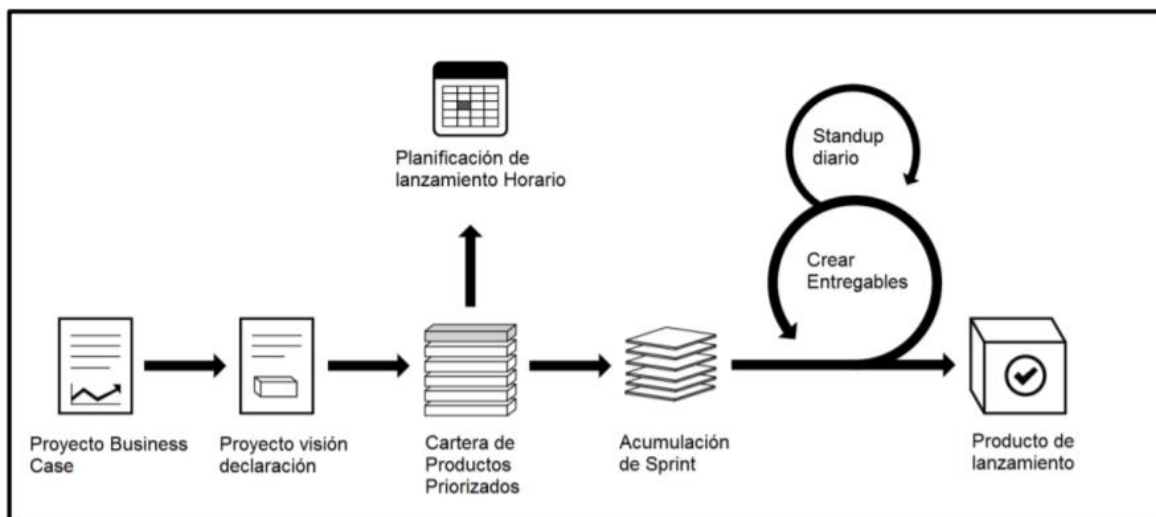 Planificación de
lanzamiento Horario
Standup
diario
Crear
Entregables
Proyecto Business
Case
Proyecto visión
declaración
Cartera de
Productos
Priorizados
Acumulación
de Sprint
Producto de
lanzamiento